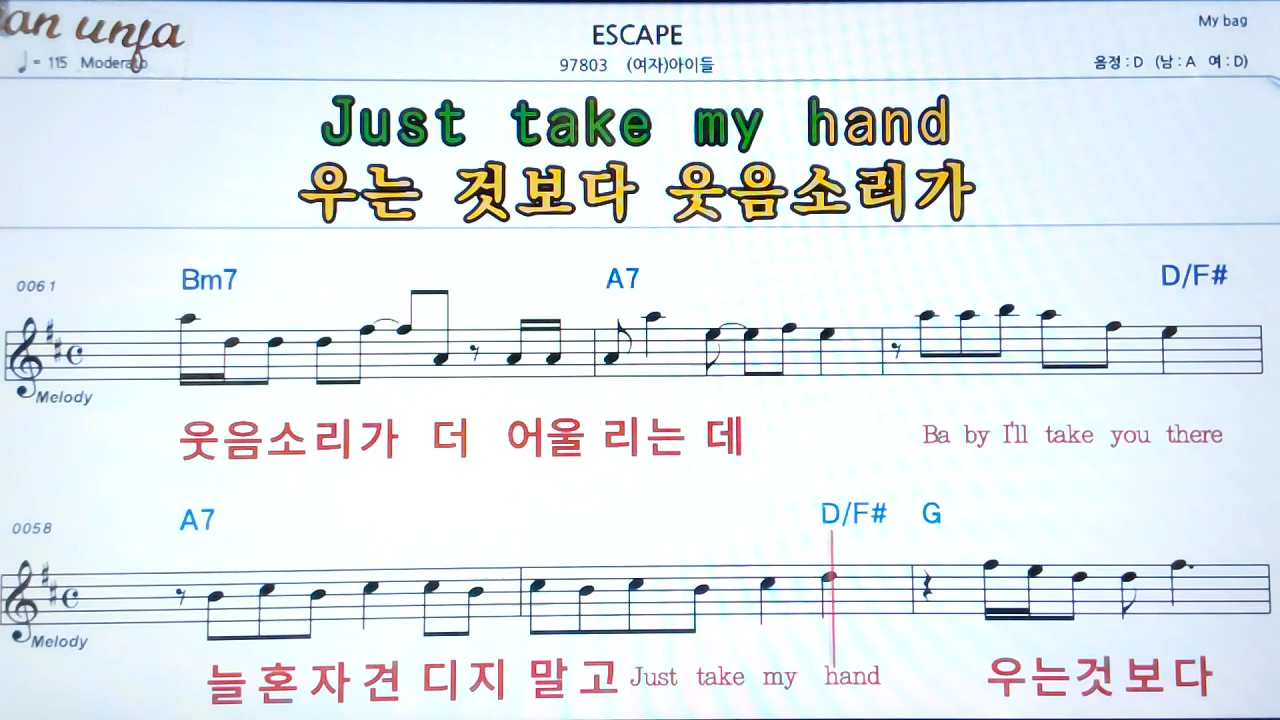 an unfa
ESCAPE
My bag
♩= 115 Moderato
97803 (여자)아이들
음정 : D (남 : A 여 : D)
Just take my hand
우는 것보다 웃음소리가
0061 Bm7 A7 D/F#
Melody
웃음소리가 더 어울 리는 데 Ba by I'll take you there
0058 A7 D/F# G
Melody
늘 혼 자 견 디지 말 고 Just take my hand 우는것보다